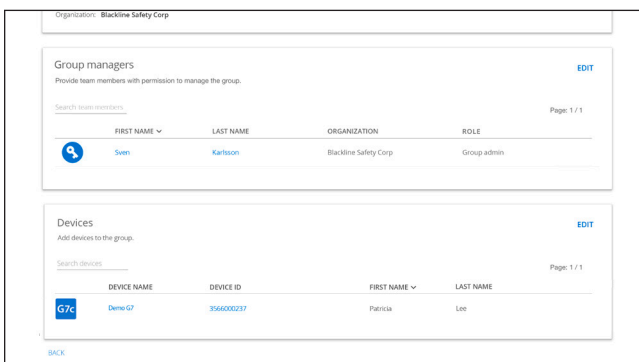 Organization: Blackline Safety Corp
Group managers
EDIT
Provide team members with permission to manage the group.
Search team members
Page: 1 / 1
FIRST NAME LAST NAME ORGANIZATION ROLE
Sven Karlsson Blackline Safety Corp Group admin
Devices
EDIT
Add devices to the group.
Search devices
Page: 1 / 1
DEVICE NAME DEVICE ID FIRST NAME LAST NAME
G7c Demo G7 3566000237 Patricia Lee
BACK